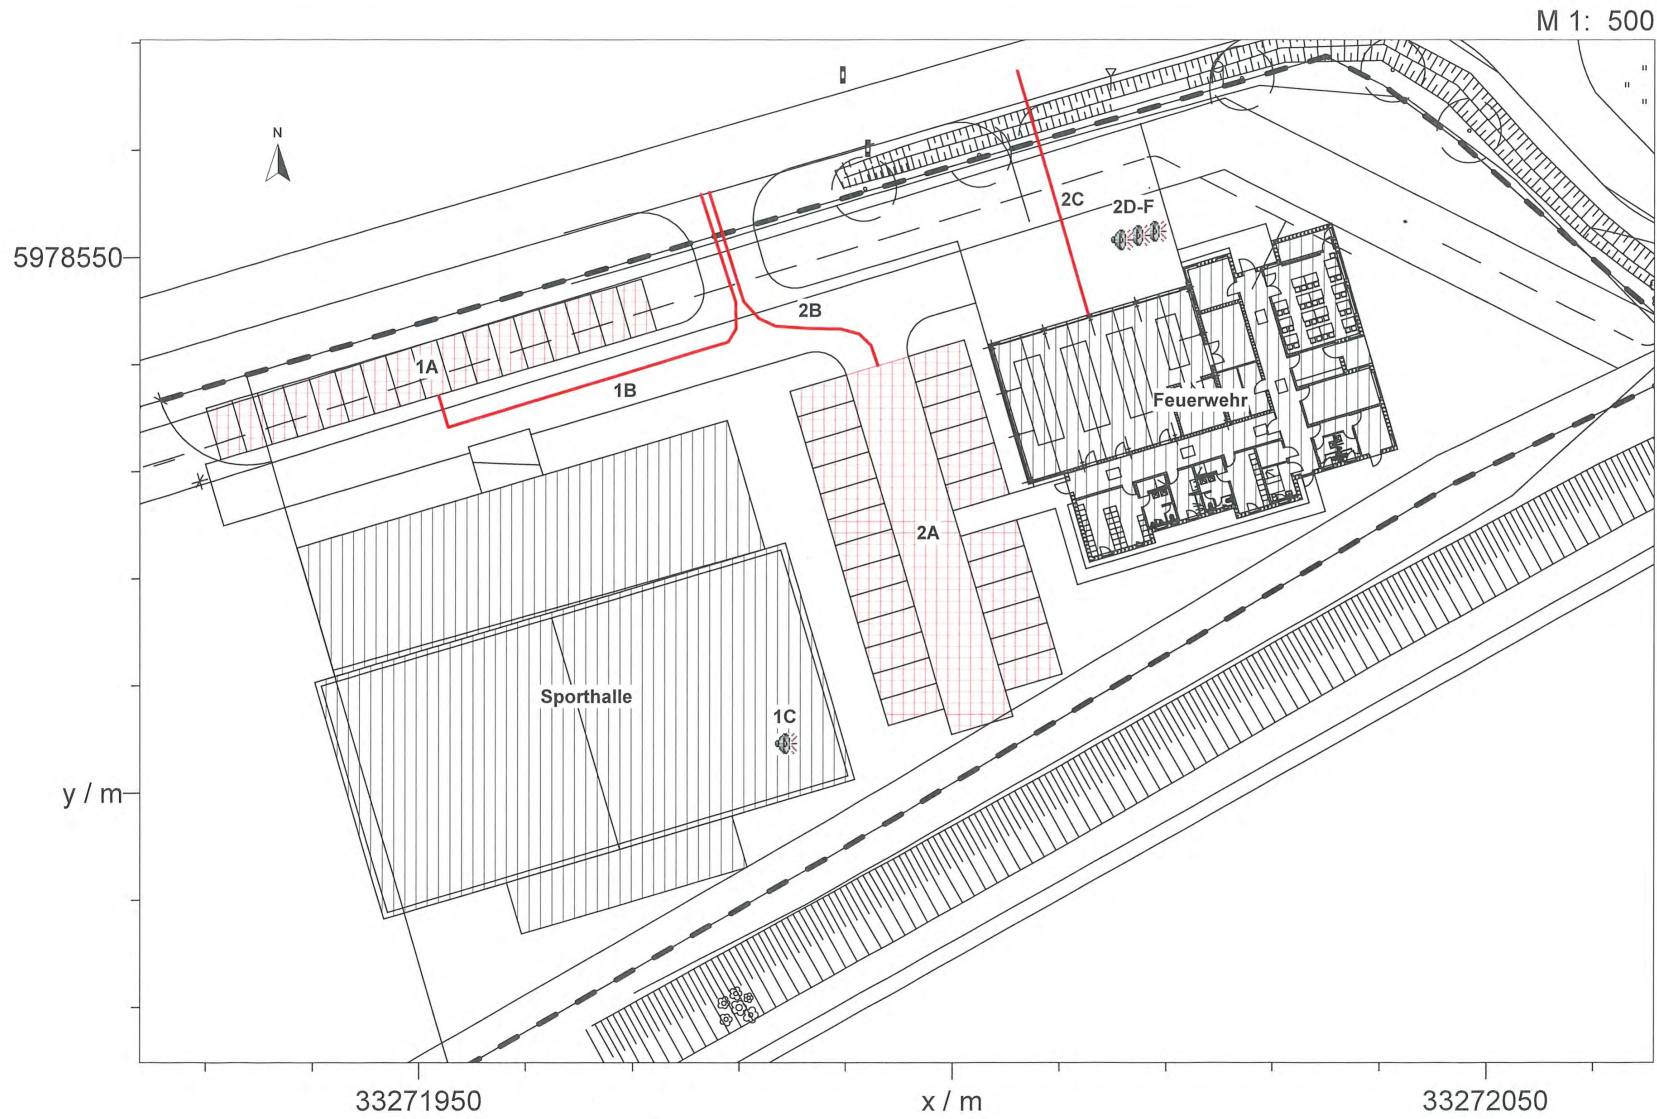 M 1: 500
N
2C
2D-F
5978550
2B
1A
1B
Feuerwehr
2A
Sporthalle
1C
y / m
33271950
x / m
33272050